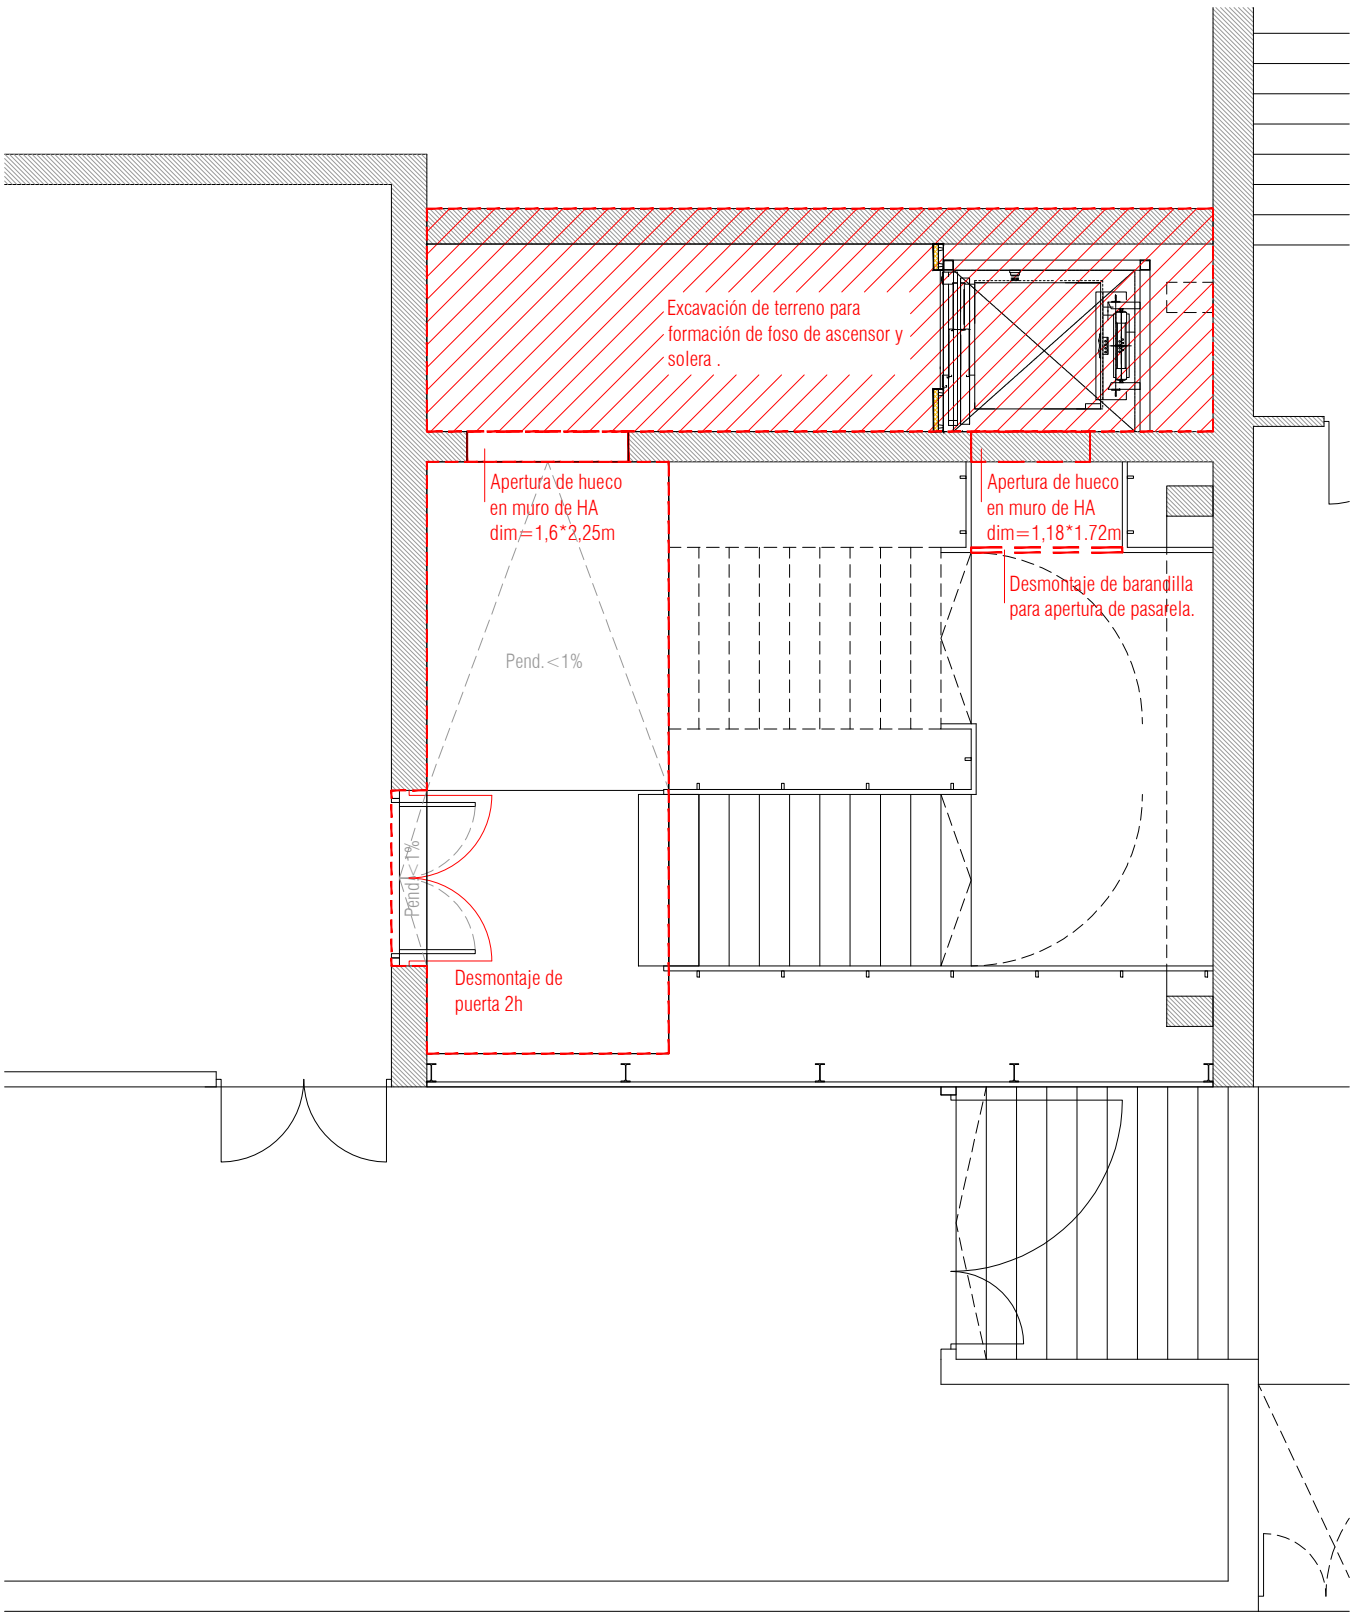 Excavación de terreno para
formación de foso de ascensor y
solera .
Apertura de hueco
en muro de HA
dim=1,6*2,25m
Apertura de hueco
en muro de HA
dim=1,18*1.72m
Desmontaje de barandilla
para apertura de pasarela.
Pend.<1%
Pend.<1%
Desmontaje de
puerta 2h